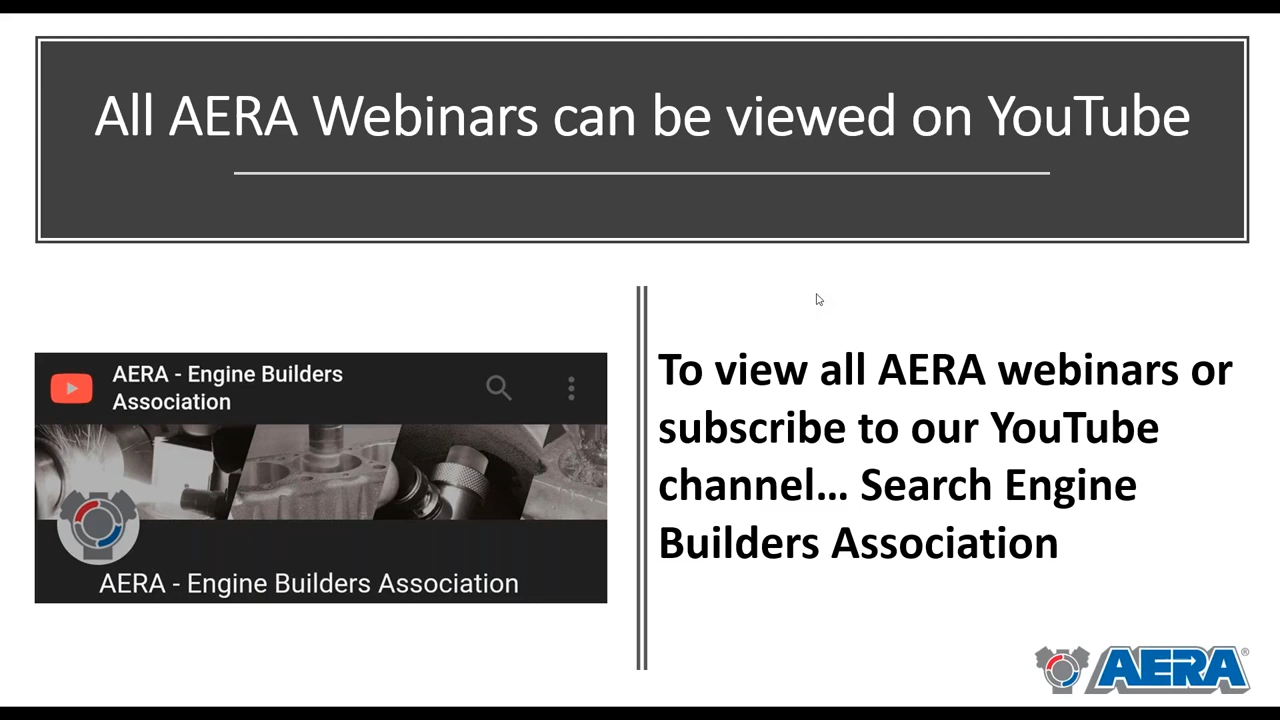 All AERA Webinars can be viewed on YouTube
AERA - Engine Builders
Association
AERA - Engine Builders Association
To view all AERA webinars or
subscribe to our YouTube
channel... Search Engine
Builders Association
AERA®